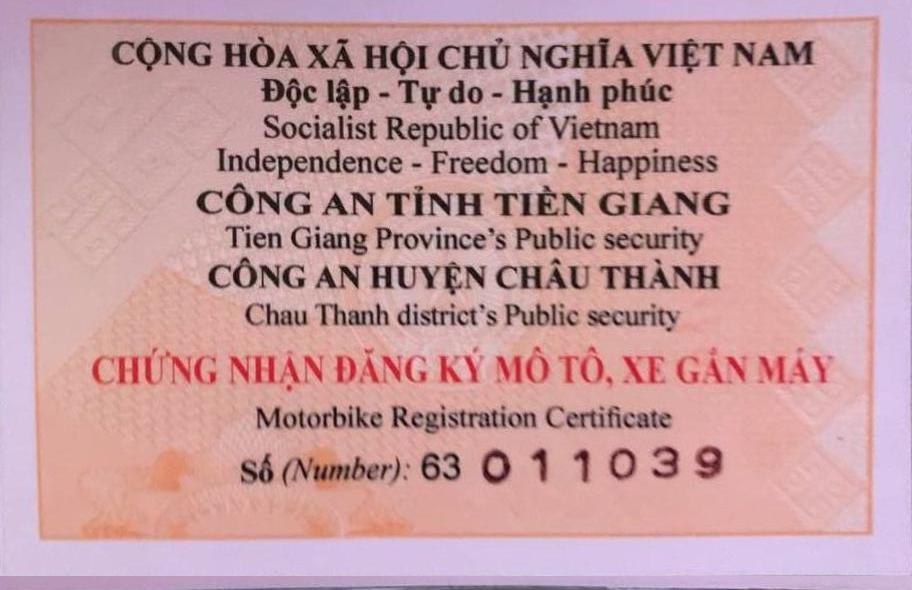 CỘNG HÒA XÃ HỘI CHỦ NGHĨA VIỆT NAM
Độc lập - Tự do - Hạnh phúc
Socialist Republic of Vietnam
Independence - Freedom - Happiness
CÔNG AN TỈNH TIỀN GIANG
Tien Giang Province's Public security
CÔNG AN HUYỆN CHÂU THÀNH
Chau Thanh district's Public security
CHỨNG NHẬN ĐĂNG KÝ MÔ TÔ, XE GẮN MÁY
Motorbike Registration Certificate
Số (Number): 63 011039